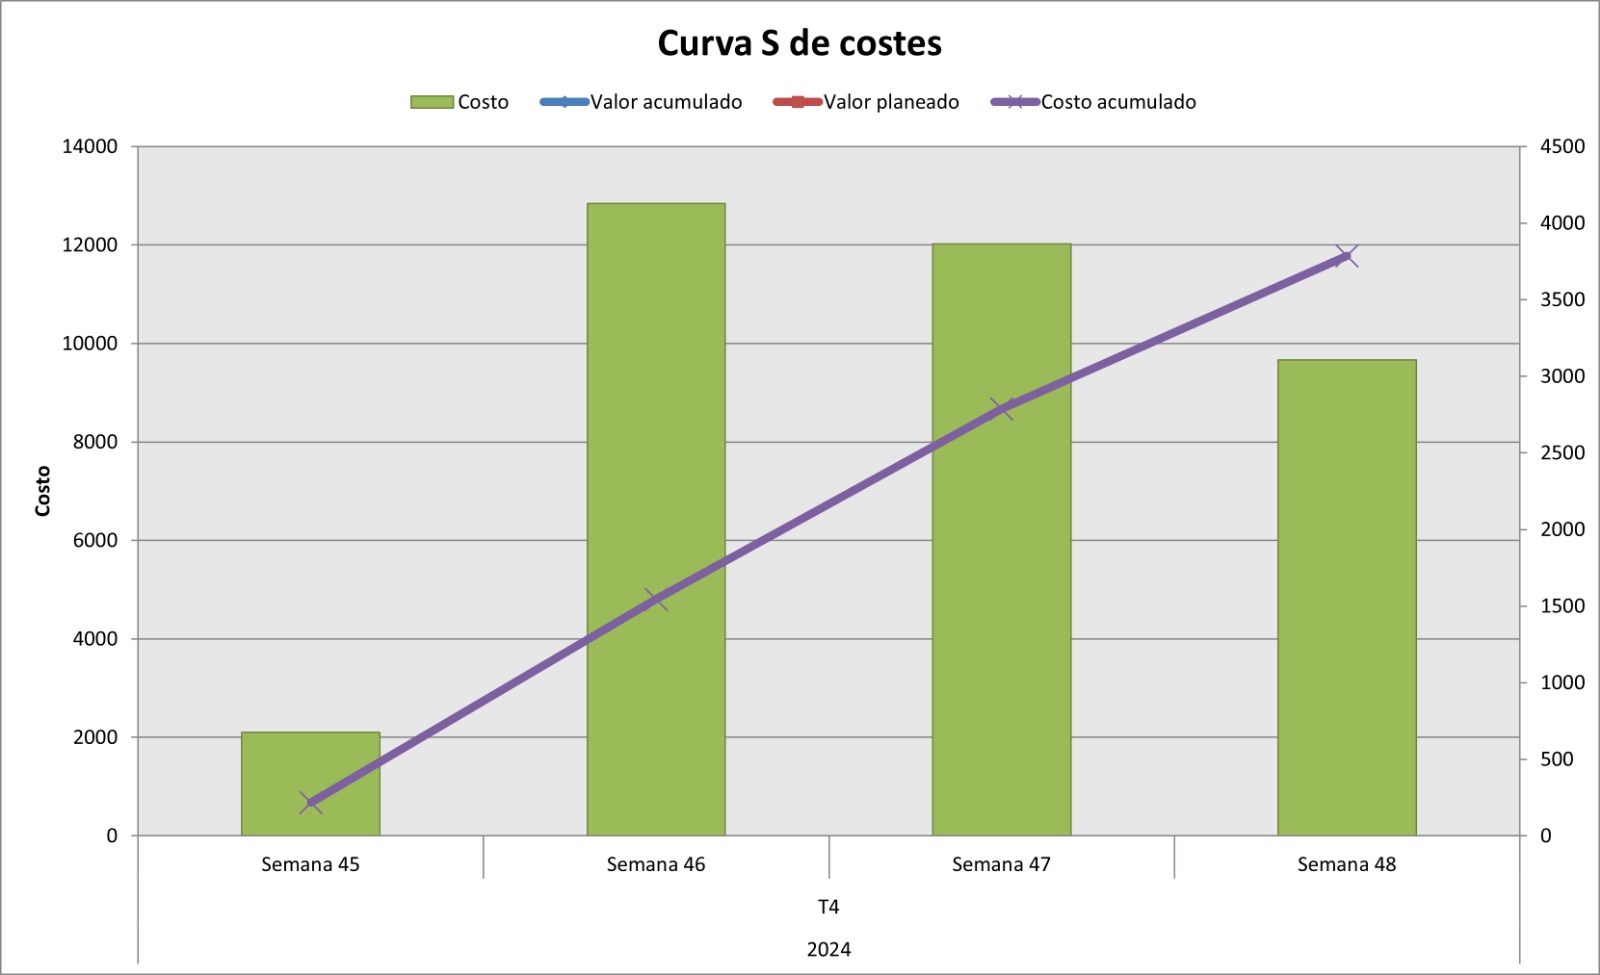 Curva S de costes
Costo Valor acumulado Valor planeado Costo acumulado
14000 4500
12000 4000
10000 3500
8000 3000
6000 2500
4000 2000
2000 1500
0 1000
500
0
Costo
Semana 45 Semana 46 Semana 47 Semana 48
T4
2024